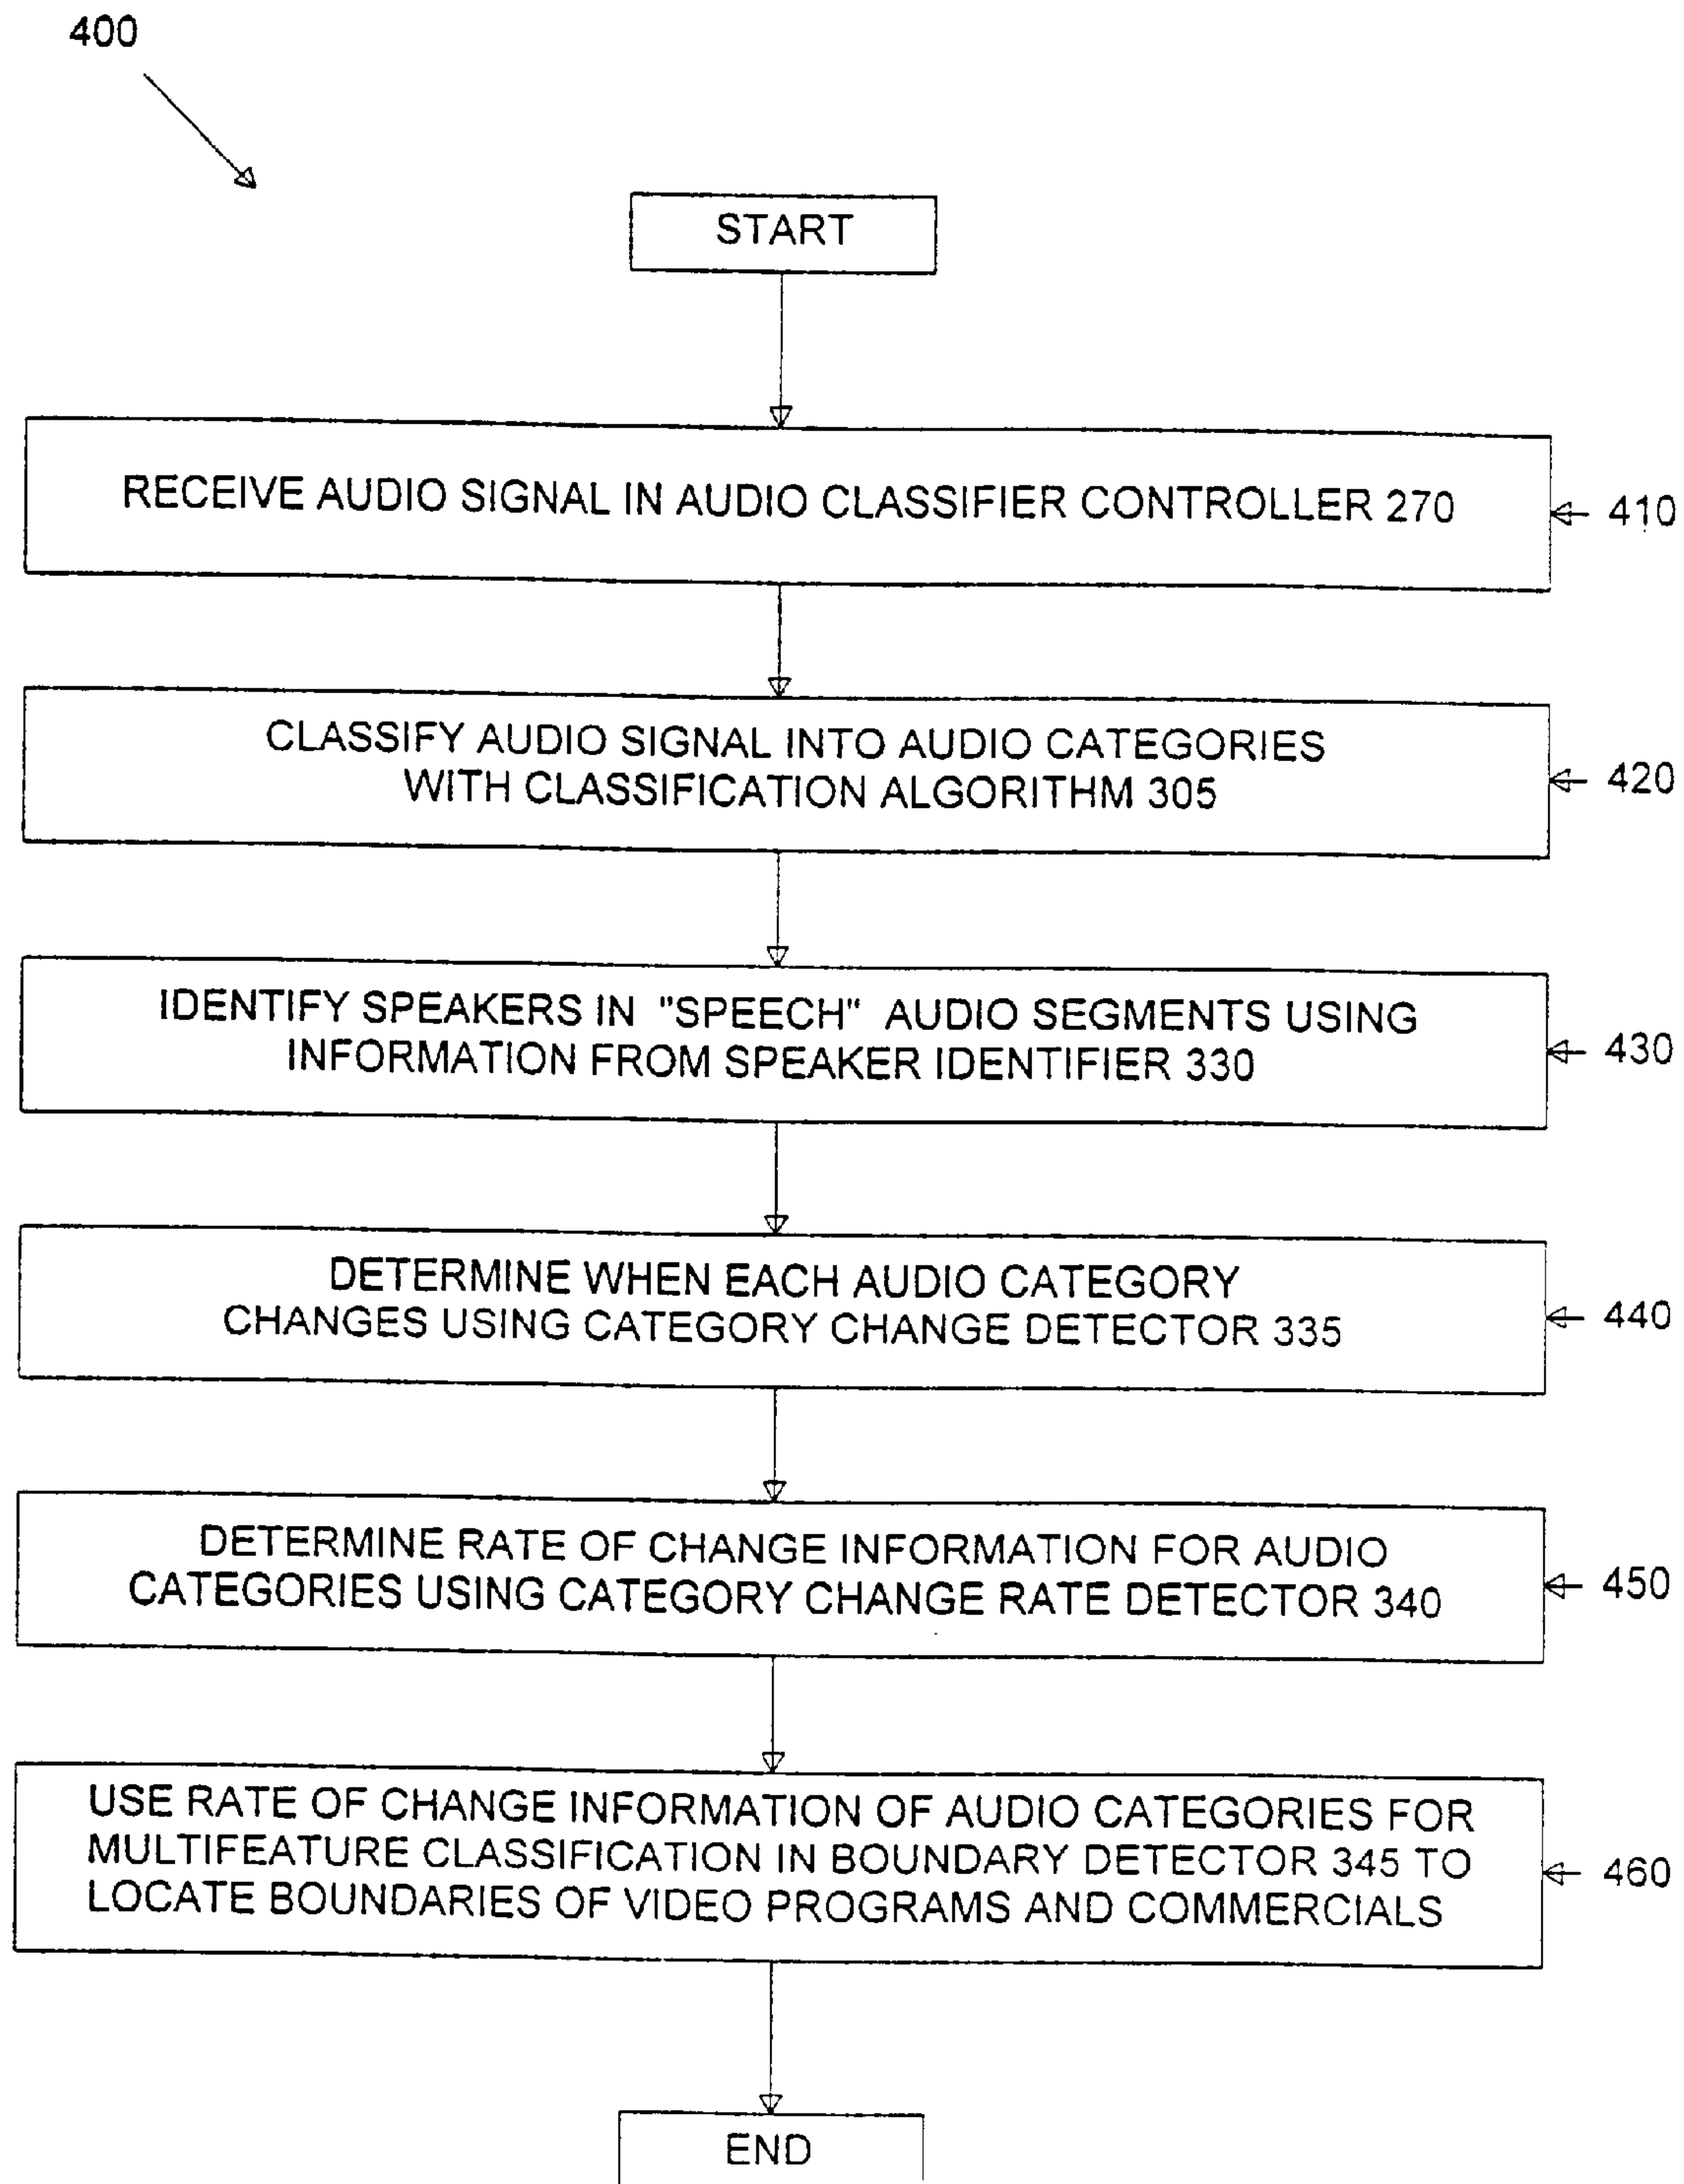 400
START
RECEIVE AUDIO SIGNAL IN AUDIO CLASSIFIER CONTROLLER 270
410
CLASSIFY AUDIO SIGNAL INTO AUDIO CATEGORIES
WITH CLASSIFICATION ALGORITHM 305
420
IDENTIFY SPEAKERS IN "SPEECH" AUDIO SEGMENTS USING
INFORMATION FROM SPEAKER IDENTIFIER 330
430
DETERMINE WHEN EACH AUDIO CATEGORY
CHANGES USING CATEGORY CHANGE DETECTOR 335
440
DETERMINE RATE OF CHANGE INFORMATION FOR AUDIO
CATEGORIES USING CATEGORY CHANGE RATE DETECTOR 340
450
USE RATE OF CHANGE INFORMATION OF AUDIO CATEGORIES FOR
MULTIFEATURE CLASSIFICATION IN BOUNDARY DETECTOR 345 TO
LOCATE BOUNDARIES OF VIDEO PROGRAMS AND COMMERCIALS
460
END